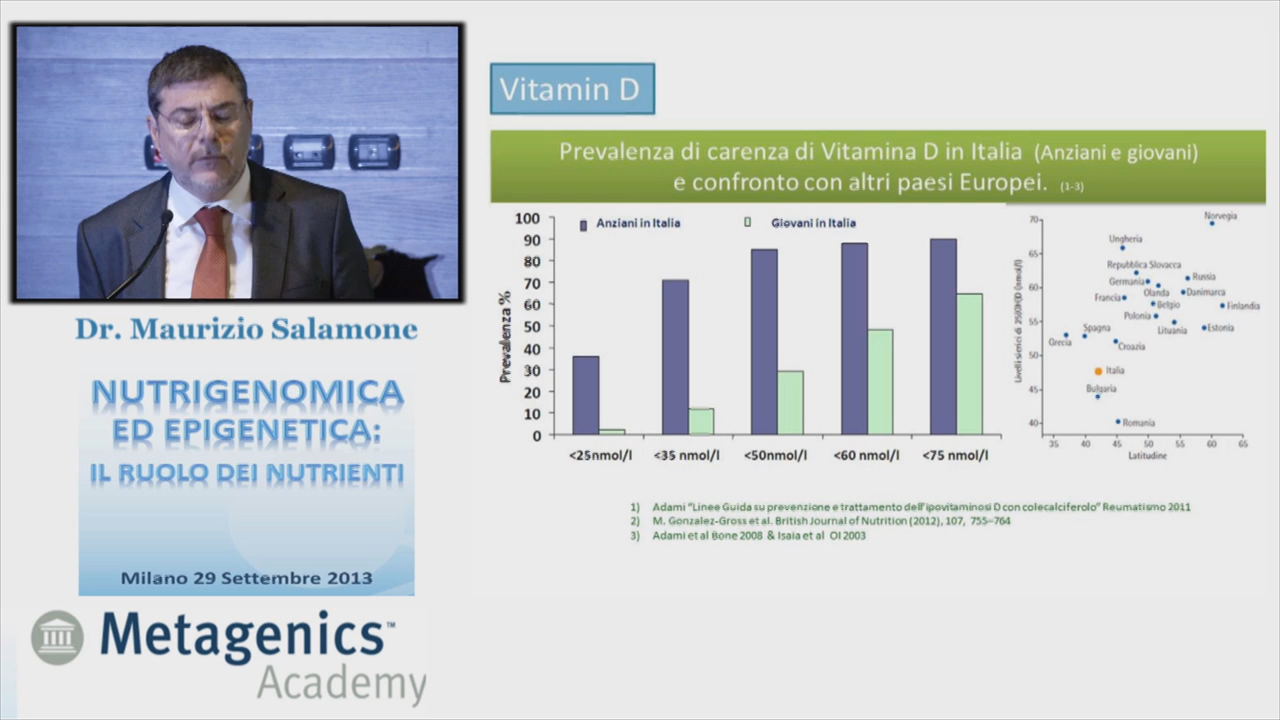 Vitamin D
Prevalenza di carenza di Vitamina D in Italia (Anziani e giovani)
e confronto con altri paesi Europei. (1-3)
Anziani in Italia
Giovani in Italia
Prevalenza %
100
90
80
70
60
50
40
30
20
10
0
<25nmol/l
<35 nmol/l
<50nmol/l
<60 nmol/l
<75 nmol/l
Livelli sierici di 25(OH)D (nmol/l)
70
65
60
55
50
45
40
Norvegia
Ungheria
Repubblica Slovacca
Germania
Russia
Olanda
Danimarca
Francia
Belgio
Finlandia
Polonia
Lituania
Estonia
Spagna
Grecia
Croazia
Italia
Bulgaria
Romania
35 40 45 50 55 60 65
Latitudine
1) Adami "Linee Guida su prevenzione e trattamento dell'ipovitaminosi D con colecalciferolo" Reumatismo 2011
2) M. Gonzalez-Gross et al. British Journal of Nutrition (2012), 107, 755–764
3) Adami et al Bone 2008 & Isaia et al OI 2003
Dr. Maurizio Salamone
NUTRIGENOMICA
ED EPIGENETICA:
IL RUOLO DEI NUTRIENTI
Milano 29 Settembre 2013
Metagenics™
Academy